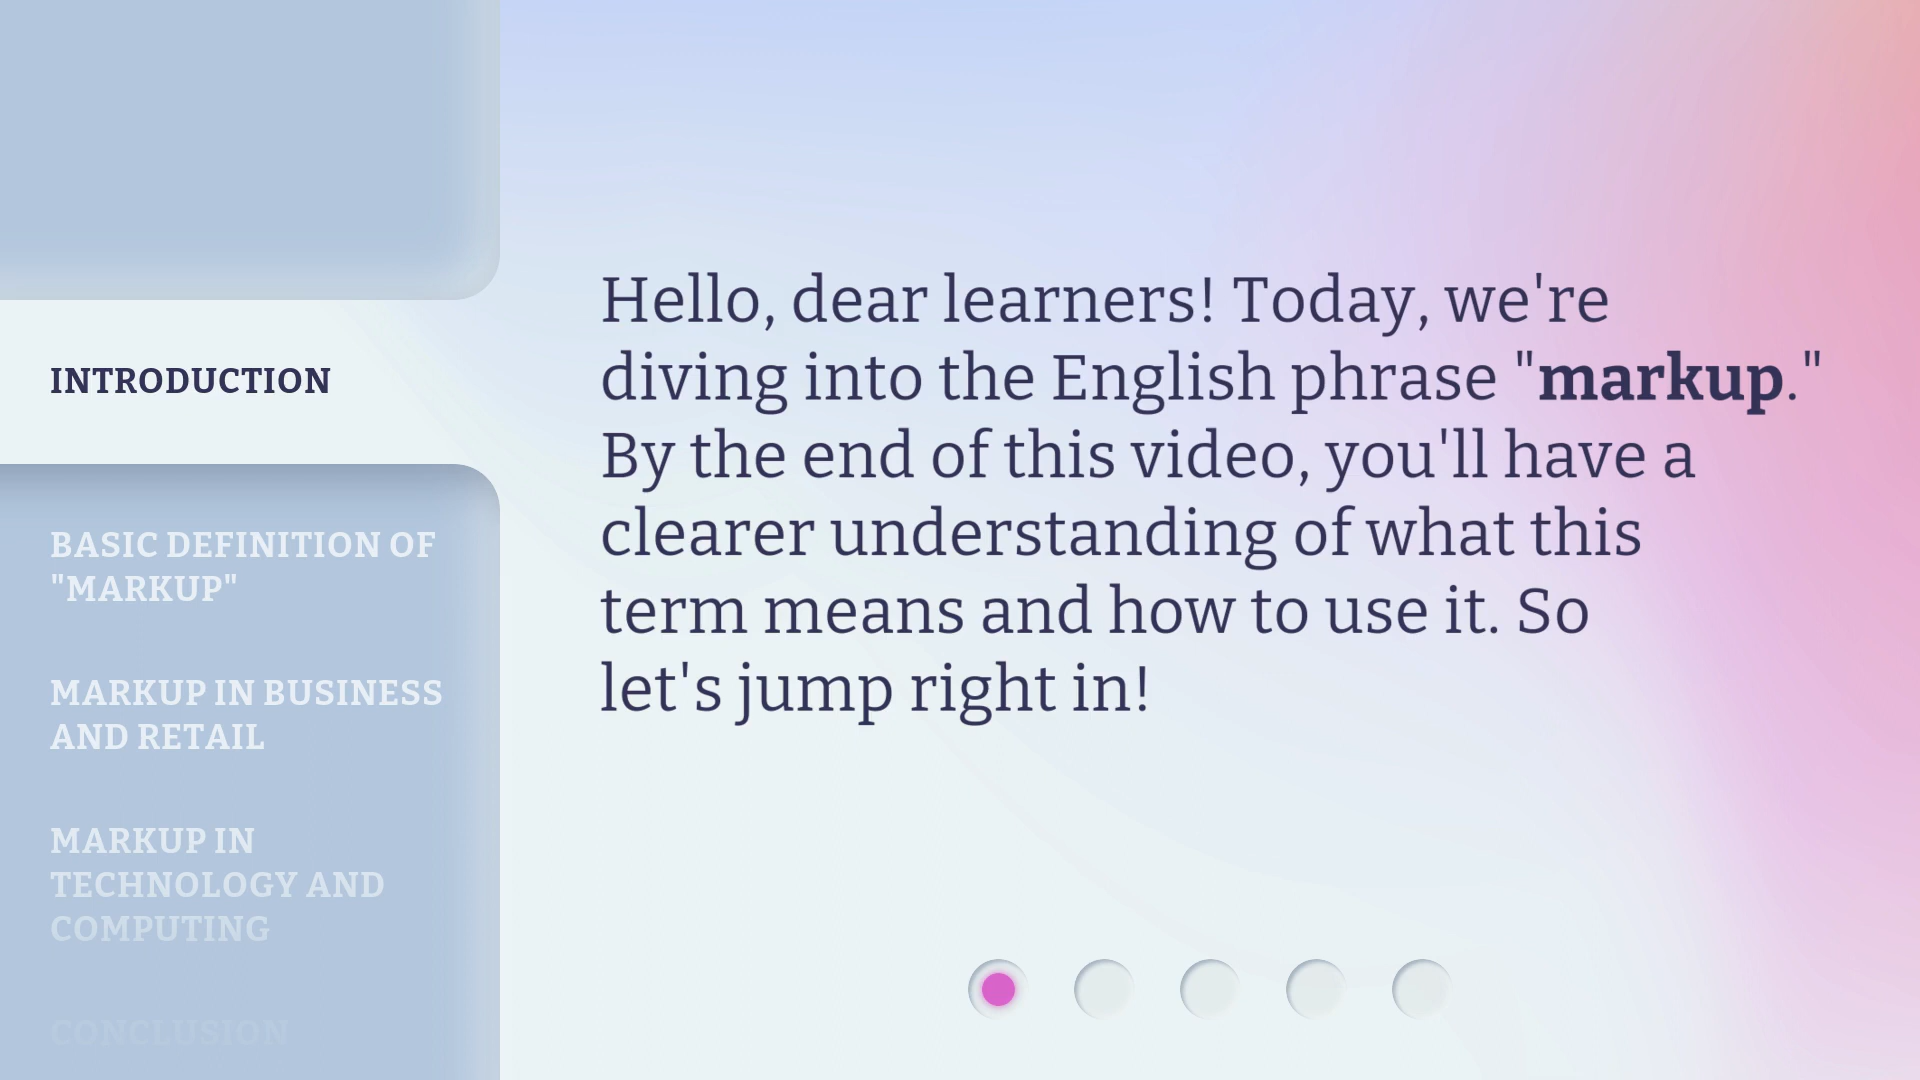 INTRODUCTION
BASIC DEFINITION OF
"MARKUP"
MARKUP IN BUSINESS
AND RETAIL
MARKUP IN
TECHNOLOGY AND
COMPUTING
CONCLUSION
Hello, dear learners! Today, we're
diving into the English phrase "markup."
By the end of this video, you'll have a
clearer understanding of what this
term means and how to use it. So
let's jump right in!